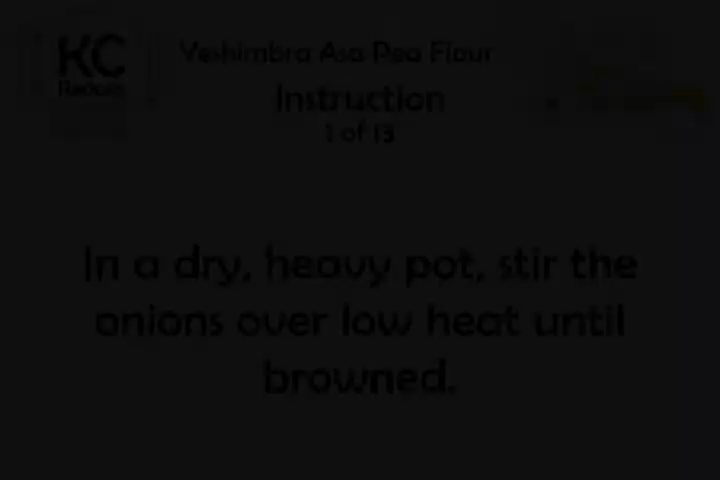 KC
Recipes
Yeshimbra Asa Pea Flour
Instruction
1 of 13
In a dry, heavy pot, stir the
onions over low heat until
browned.